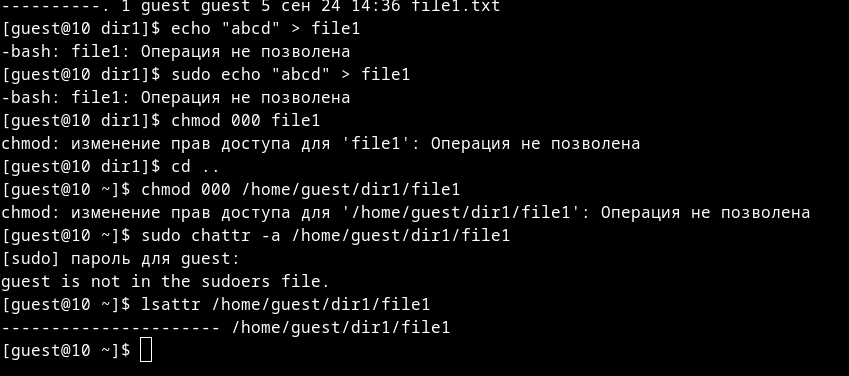 ----------. 1 guest guest 5 сен 24 14:36 file1.txt
[guest@10 dir1]$ echo "abcd" > file1
-bash: file1: Операция не позволена
[guest@10 dir1]$ sudo echo "abcd" > file1
-bash: file1: Операция не позволена
[guest@10 dir1]$ chmod 000 file1
chmod: изменение прав доступа для 'file1': Операция не позволена
[guest@10 dir1]$ cd ..
[guest@10 ~]$ chmod 000 /home/guest/dir1/file1
chmod: изменение прав доступа для '/home/guest/dir1/file1': Операция не позволена
[guest@10 ~]$ sudo chattr -a /home/guest/dir1/file1
[sudo] пароль для guest:
guest is not in the sudoers file.
[guest@10 ~]$ lsattr /home/guest/dir1/file1
---------------------- /home/guest/dir1/file1
[guest@10 ~]$